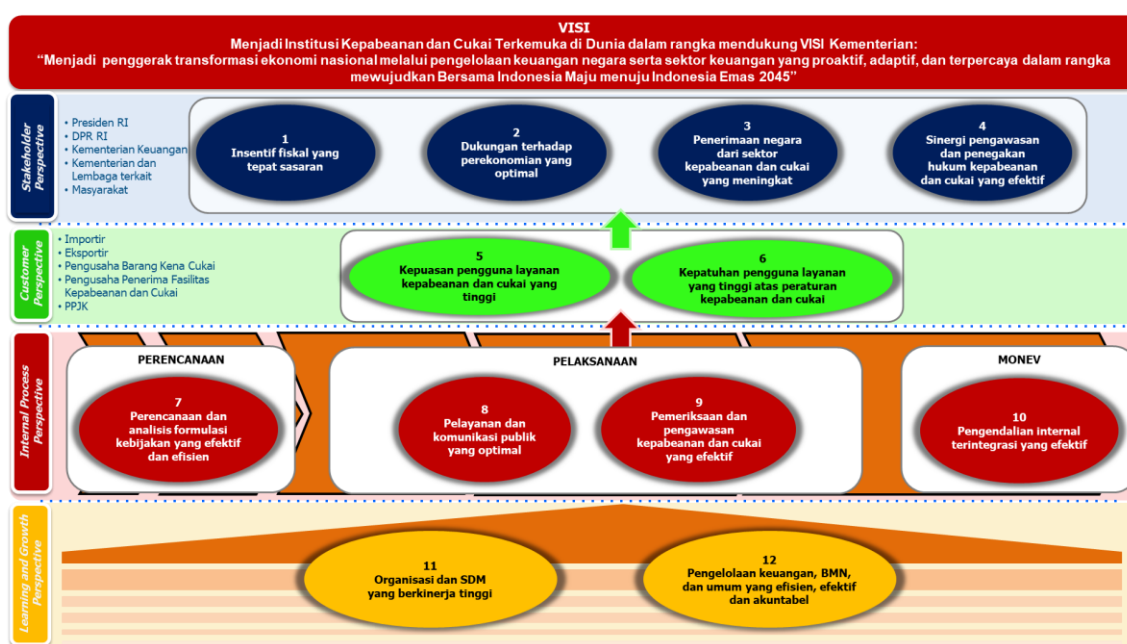 VISI
Menjadi Institusi Kepabeanan dan Cukai Terkemuka di Dunia dalam rangka mendukung VISI Kementerian:
“Menjadi penggerak transformasi ekonomi nasional melalui pengelolaan keuangan negara serta sektor keuangan yang proaktif, adaptif, dan terpercaya dalam rangka
mewujudkan Bersama Indonesia Maju menuju Indonesia Emas 2045”
Stakeholder
Perspective
• Presiden RI
• DPR RI
• Kementerian Keuangan
• Kementerian dan
Lembaga terkait
• Masyarakat
1
Insentif fiskal yang
tepat sasaran
2
Dukungan terhadap
perekonomian yang
optimal
3
Penerimaan negara
dari sektor
kepabeanan dan cukai
yang meningkat
4
Sinergi pengawasan
dan penegakan
hukum kepabeanan
dan cukai yang efektif
Customer
Perspective
• Importir
• Eksportir
• Pengusaha Barang Kena Cukai
• Pengusaha Penerima Fasilitas
Kepabeanan dan Cukai
• PPJK
5
Kepuasan pengguna layanan
kepabeanan dan cukai yang
tinggi
6
Kepatuhan pengguna layanan
yang tinggi atas peraturan
kepabeanan dan cukai
Internal Process
Perspective
PERENCANAAN
7
Perencanaan dan
analisis formulasi
kebijakan yang efektif
dan efisien
PELAKSANAAN
8
Pelayanan dan
komunikasi publik
yang optimal
9
Pemeriksaan dan
pengawasan
kepabeanan dan cukai
yang efektif
MONEV
10
Pengendalian internal
terintegrasi yang efektif
Learning and Growth
Perspective
11
Organisasi dan SDM
yang berkinerja tinggi
12
Pengelolaan keuangan, BMN,
dan umum yang efisien, efektif
dan akuntabel